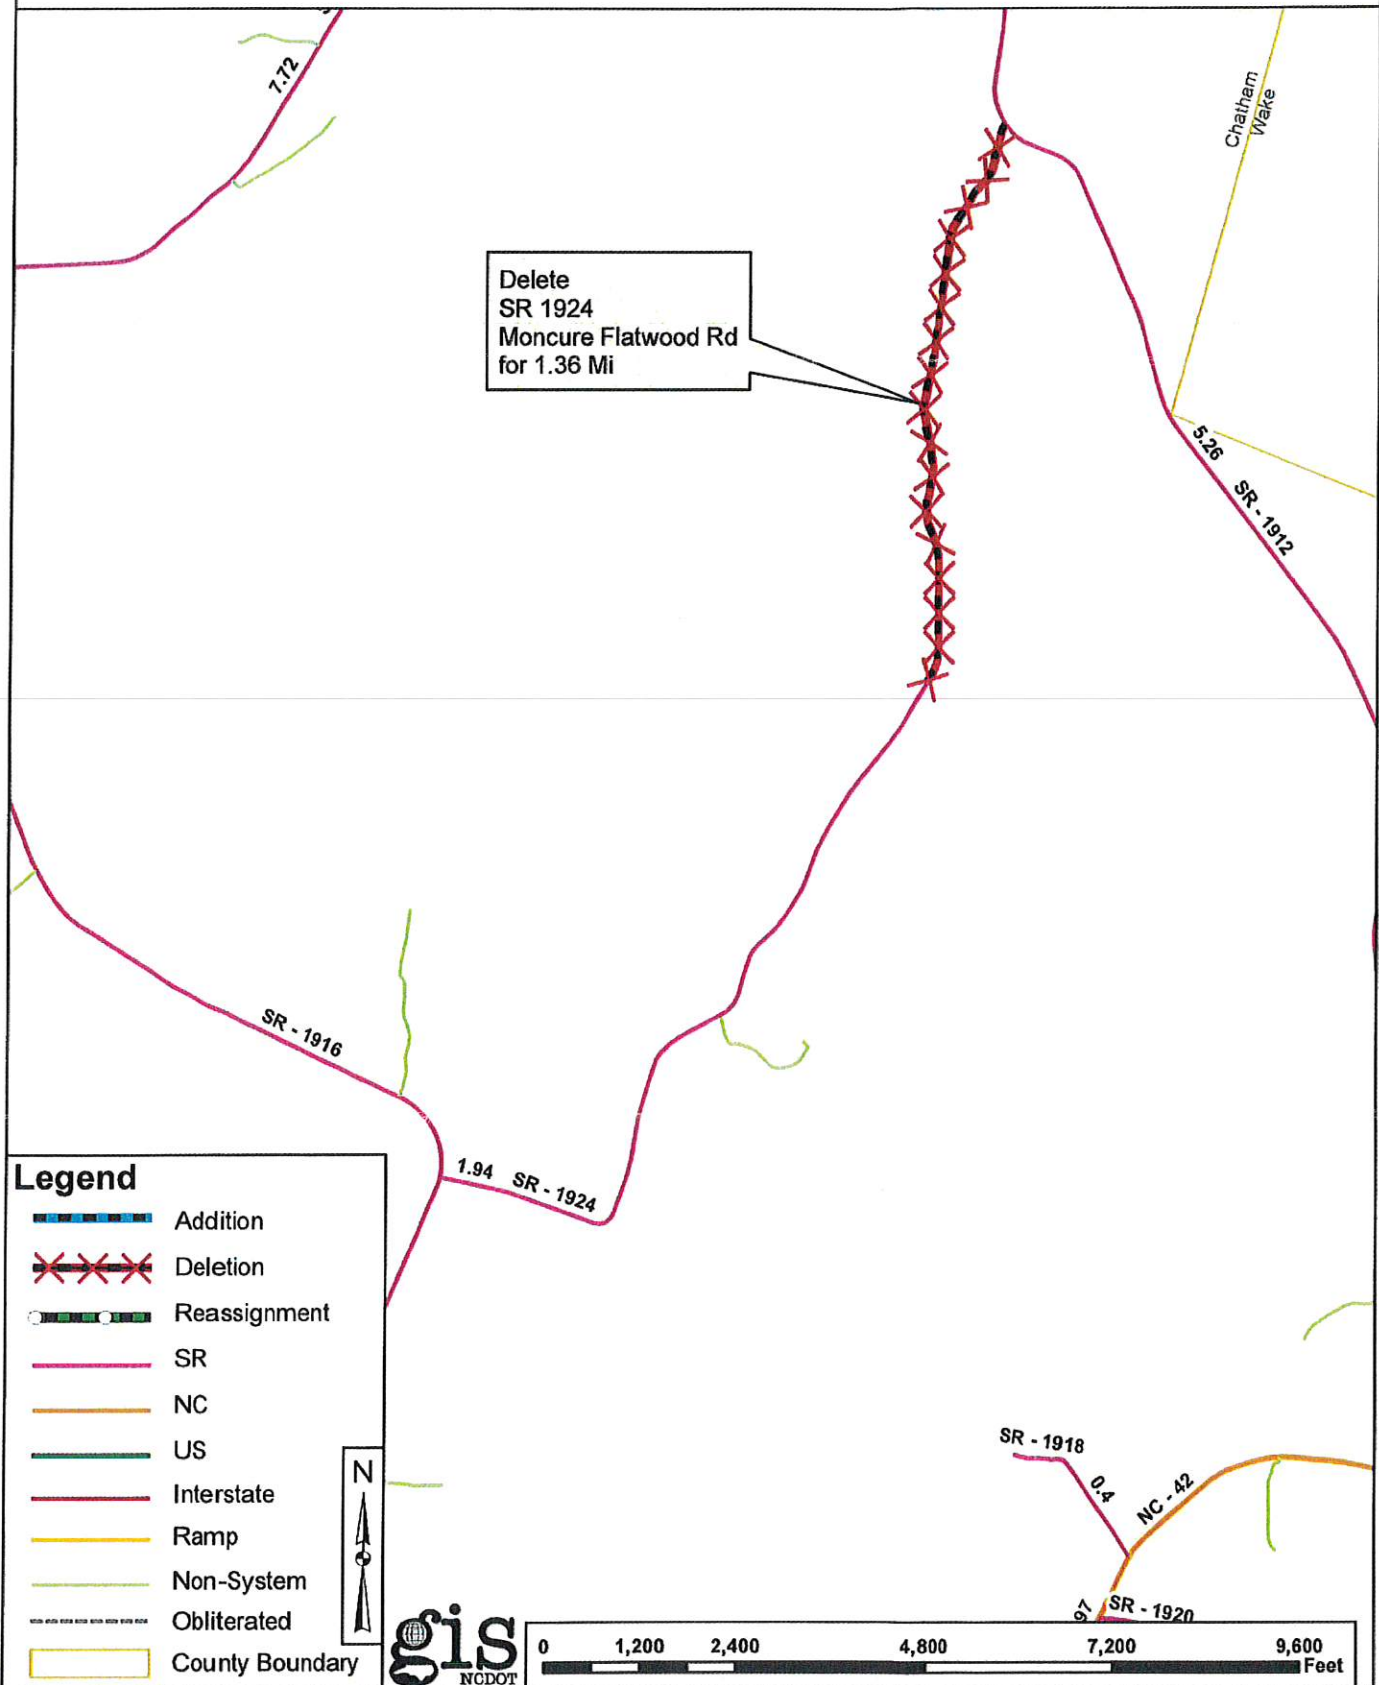 7.72
Chatham
Wake
Delete
SR 1924
Moncure Flatwood Rd
for 1.36 Mi
5.26
SR - 1912
SR - 1916
1.94 SR - 1924
Legend
Addition
Deletion
Reassignment
SR
NC
US
Interstate
Ramp
Non-System
Obliterated
County Boundary
N
SR - 1918
0.4
NC - 42
97
SR - 1920
gis
NCDOT
0 1,200 2,400 4,800 7,200 9,600
Feet